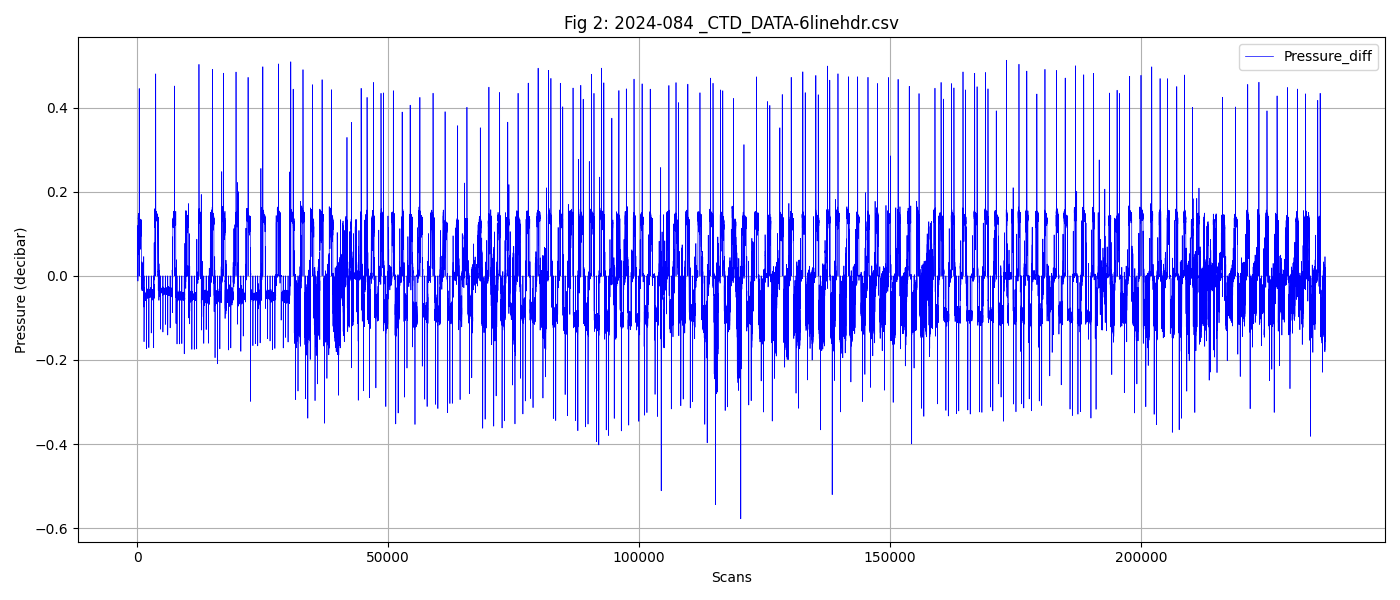 Fig 2: 2024-084 _CTD_DATA-6linehdr.csv
Pressure_diff
Pressure (decibar)
0.4
0.2
0.0
−0.2
−0.4
−0.6
0 50000 100000 150000 200000
Scans